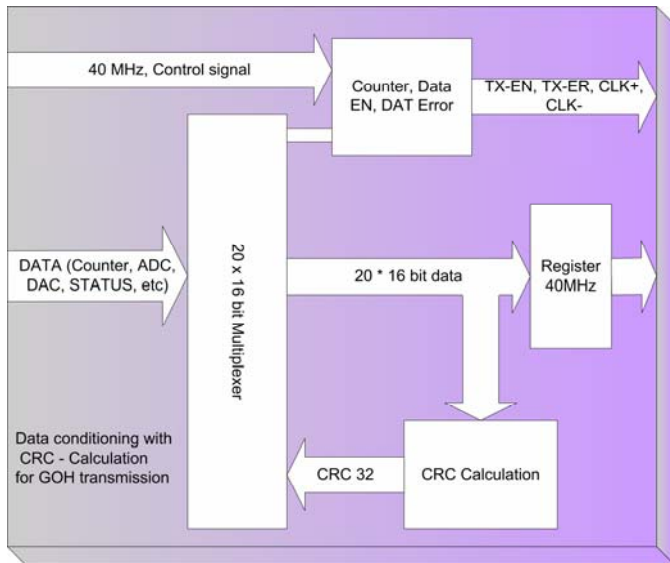 40 MHz, Control signal
Counter, Data
EN, DAT Error
TX-EN, TX-ER, CLK+,
CLK-
DATA (Counter, ADC,
DAC, STATUS, etc)
20 x 16 bit Multiplexer
20 * 16 bit data
Register
40MHz
Data conditioning with
CRC - Calculation
for GOH transmission
CRC 32
CRC Calculation